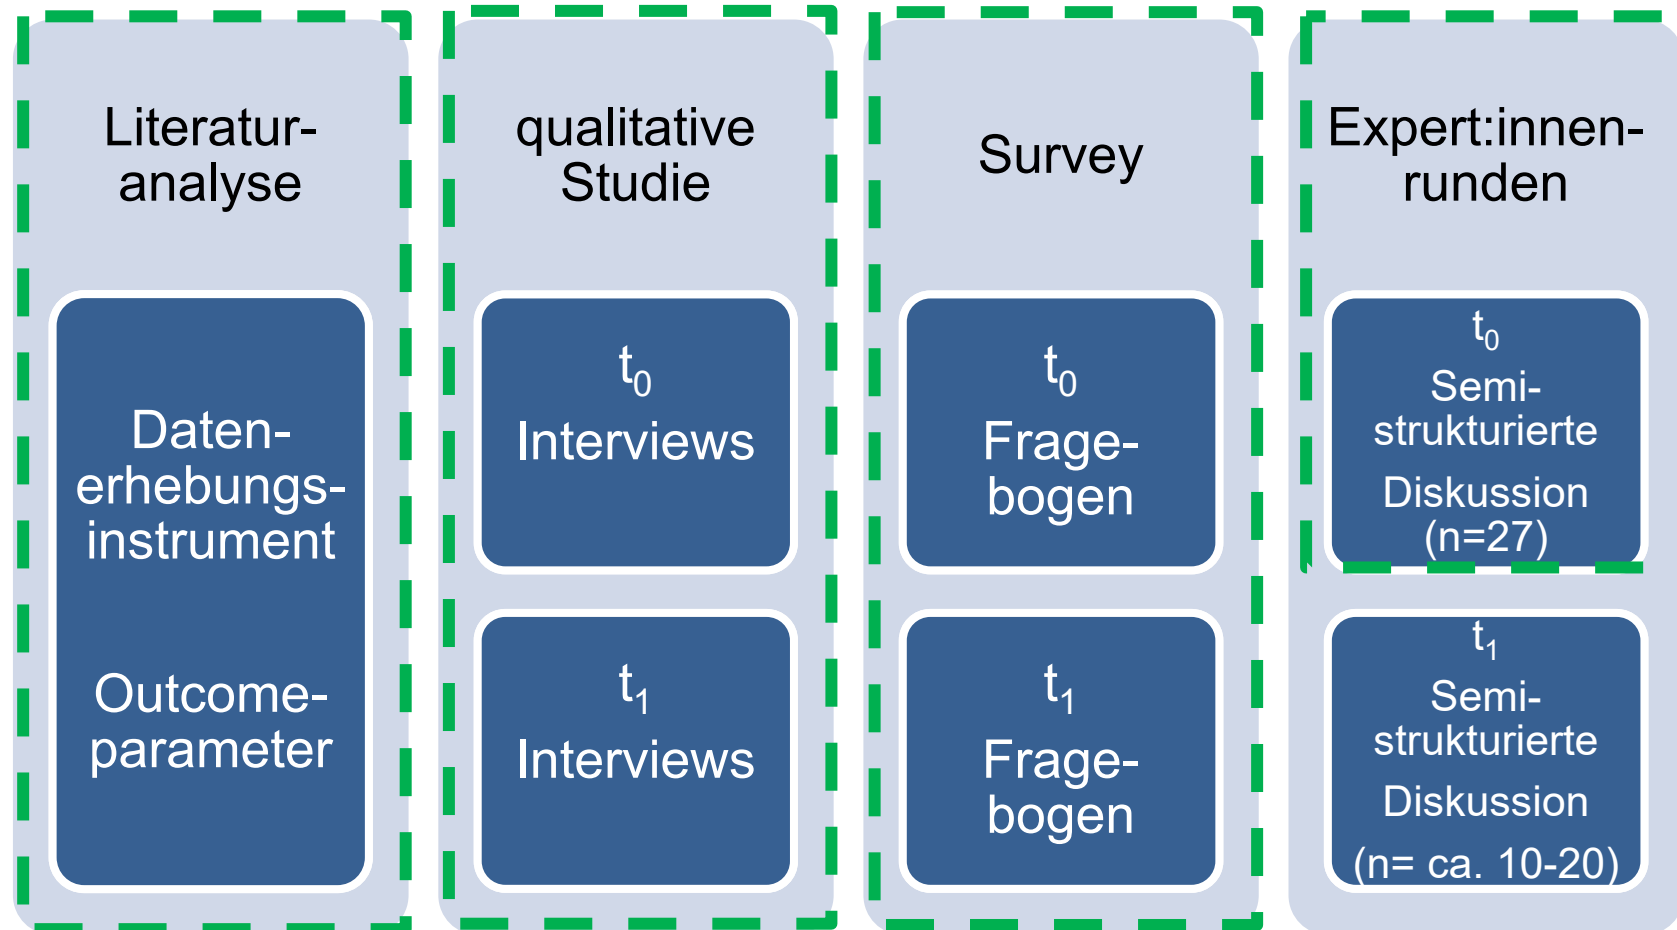 Literatur-
analyse
Daten-
erhebungs-
instrument
Outcome-
parameter
qualitative
Studie
t₀
Interviews
t₁
Interviews
Survey
t₀
Frage-
bogen
t₁
Frage-
bogen
Expert:innen-
runden
t₀
Semi-
strukturierte
Diskussion
(n=27)
t₁
Semi-
strukturierte
Diskussion
(n= ca. 10-20)